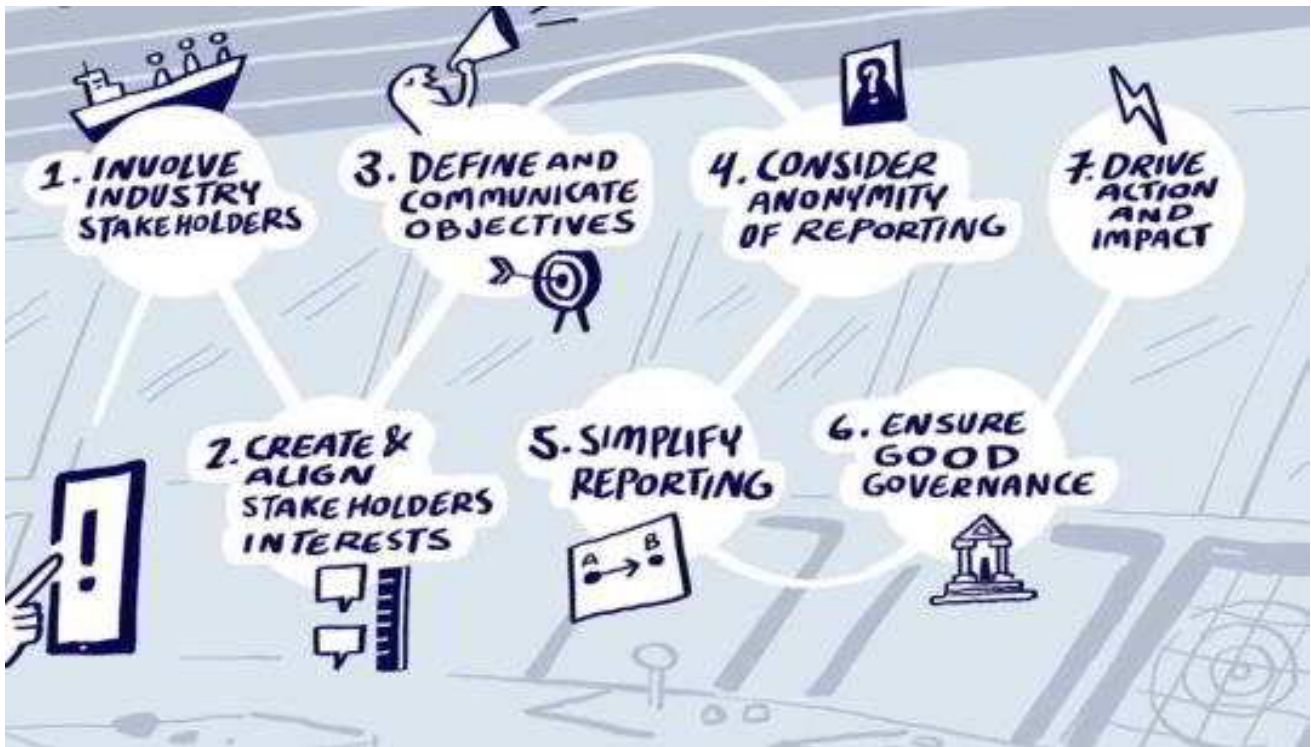 1. INVOLVE
INDUSTRY
STAKEHOLDERS
2. CREATE &
ALIGN
STAKEHOLDERS
INTERESTS
3. DEFINE AND
COMMUNICATE
OBJECTIVES
4. CONSIDER
ANONYMITY
OF REPORTING
?
5. SIMPLIFY
REPORTING
A B
6. ENSURE
GOOD
GOVERNANCE
7. DRIVE
ACTION
AND
IMPACT
!